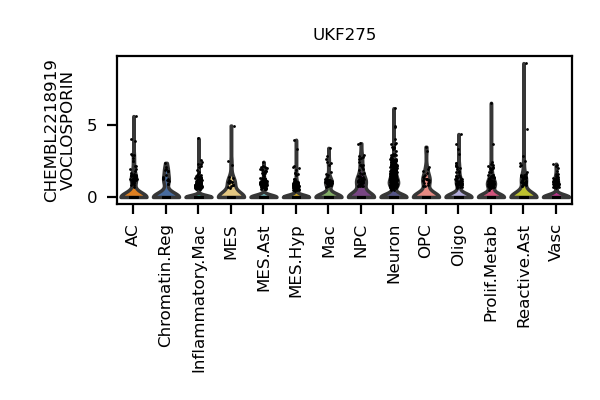 UKF275
CHEMBL2218919
VOCLOSPORIN
5
0
AC
Chromatin.Reg
Inflammatory.Mac
MES
MES.Ast
MES.Hyp
Mac
NPC
Neuron
OPC
Oligo
Prolif.Metab
Reactive.Ast
Vasc